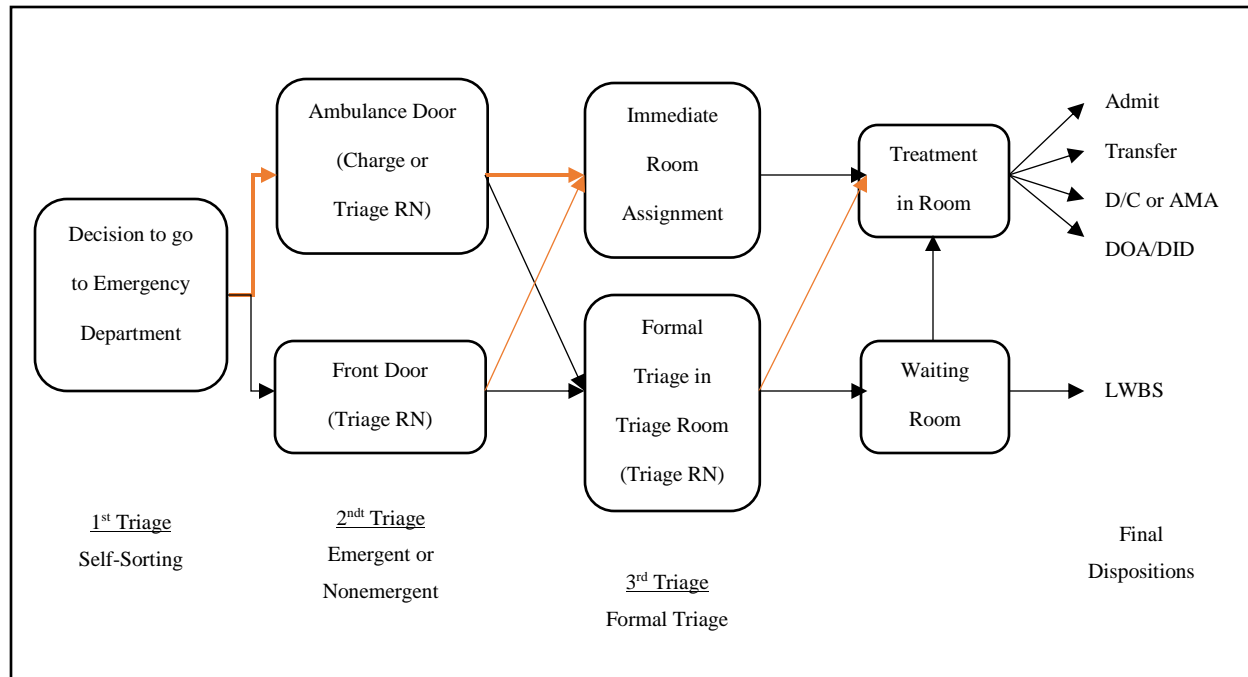 Decision to go
to Emergency
Department
Ambulance Door
(Charge or
Triage RN)
Front Door
(Triage RN)
Immediate
Room
Assignment
Formal
Triage in
Triage Room
(Triage RN)
Treatment
in Room
Waiting
Room
Admit
Transfer
D/C or AMA
DOA/DID
LWBS
1st Triage
Self-Sorting
2ndt Triage
Emergent or
Nonemergent
3rd Triage
Formal Triage
Final
Dispositions